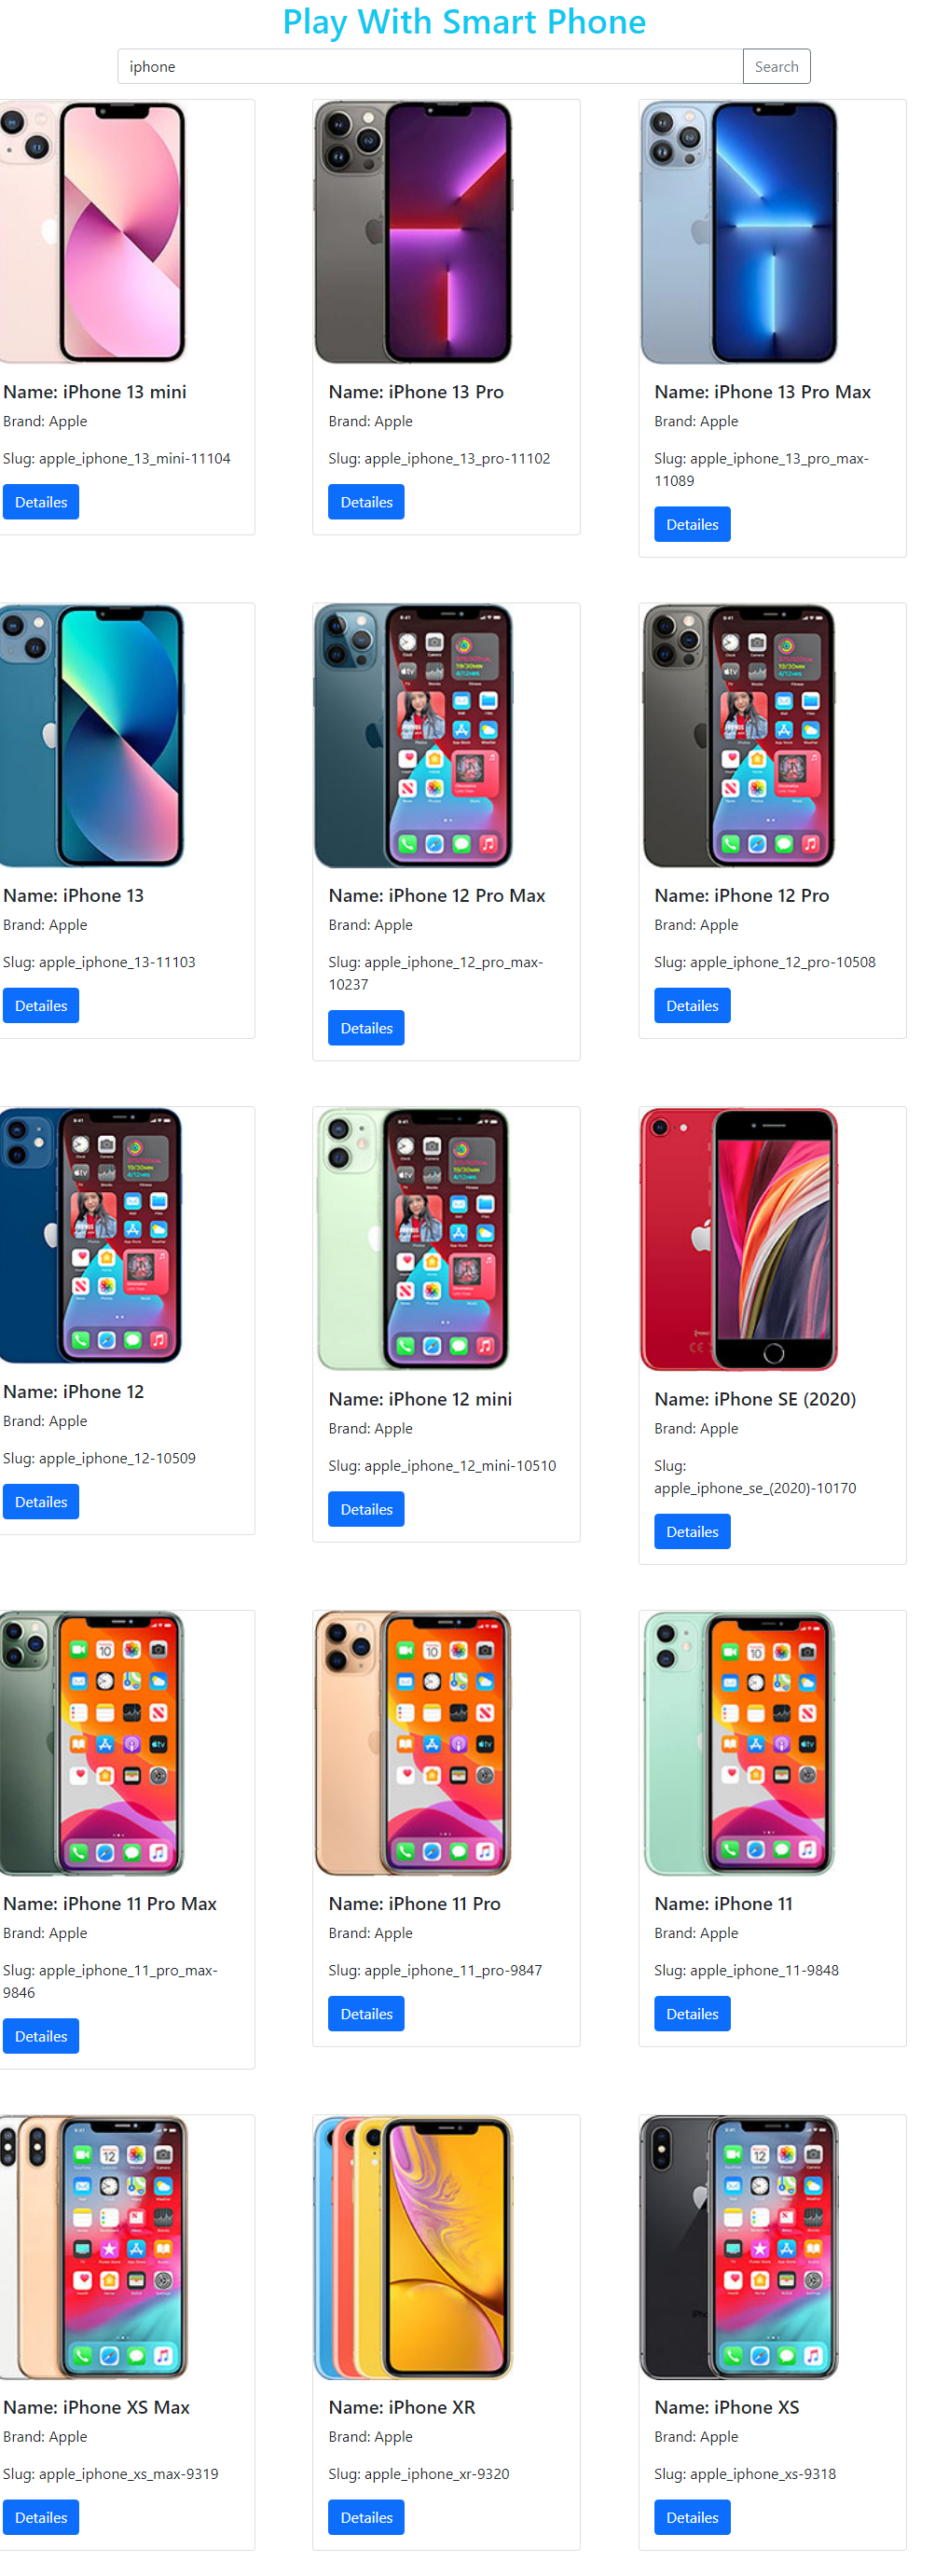 Play With Smart Phone
iphone
Search
Name: iPhone 13 mini
Brand: Apple
Slug: apple_iphone_13_mini-11104
Detailes
Name: iPhone 13 Pro
Brand: Apple
Slug: apple_iphone_13_pro-11102
Detailes
Name: iPhone 13 Pro Max
Brand: Apple
Slug: apple_iphone_13_pro_max-
11089
Detailes
Name: iPhone 13
Brand: Apple
Slug: apple_iphone_13-11103
Detailes
Name: iPhone 12 Pro Max
Brand: Apple
Slug: apple_iphone_12_pro_max-
10237
Detailes
Name: iPhone 12 Pro
Brand: Apple
Slug: apple_iphone_12_pro-10508
Detailes
Name: iPhone 12
Brand: Apple
Slug: apple_iphone_12-10509
Detailes
Name: iPhone 12 mini
Brand: Apple
Slug: apple_iphone_12_mini-10510
Detailes
Name: iPhone SE (2020)
Brand: Apple
Slug:
apple_iphone_se_(2020)-10170
Detailes
Name: iPhone 11 Pro Max
Brand: Apple
Slug: apple_iphone_11_pro_max-
9846
Detailes
Name: iPhone 11 Pro
Brand: Apple
Slug: apple_iphone_11_pro-9847
Detailes
Name: iPhone 11
Brand: Apple
Slug: apple_iphone_11-9848
Detailes
Name: iPhone XS Max
Brand: Apple
Slug: apple_iphone_xs_max-9319
Detailes
Name: iPhone XR
Brand: Apple
Slug: apple_iphone_xr-9320
Detailes
Name: iPhone XS
Brand: Apple
Slug: apple_iphone_xs-9318
Detailes